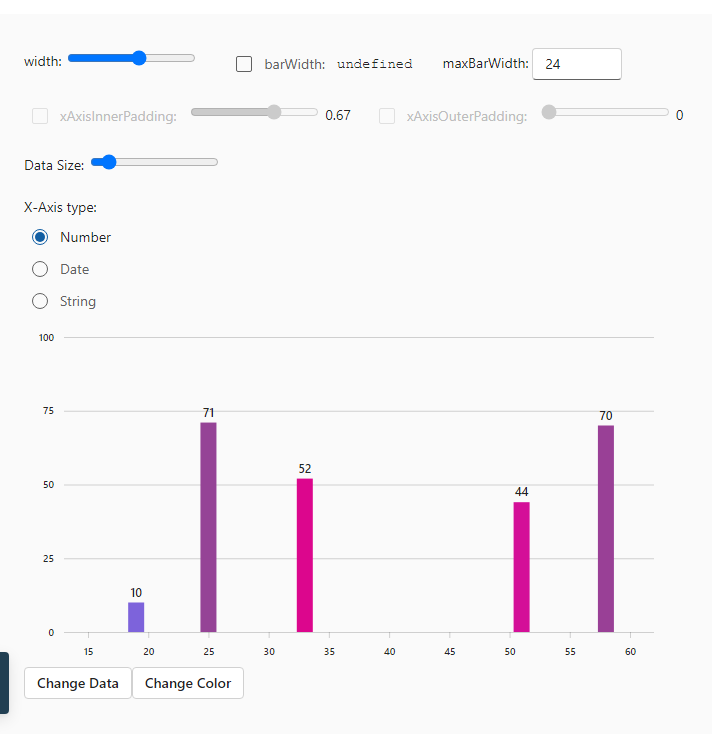 width: barWidth: undefined maxBarWidth: 24
xAxisInnerPadding: 0.67 xAxisOuterPadding: 0
Data Size:
X-Axis type:
Number
Date
String
100
75
50
25
0
71
70
52
44
10
15 20 25 30 35 40 45 50 55 60
Change Data Change Color